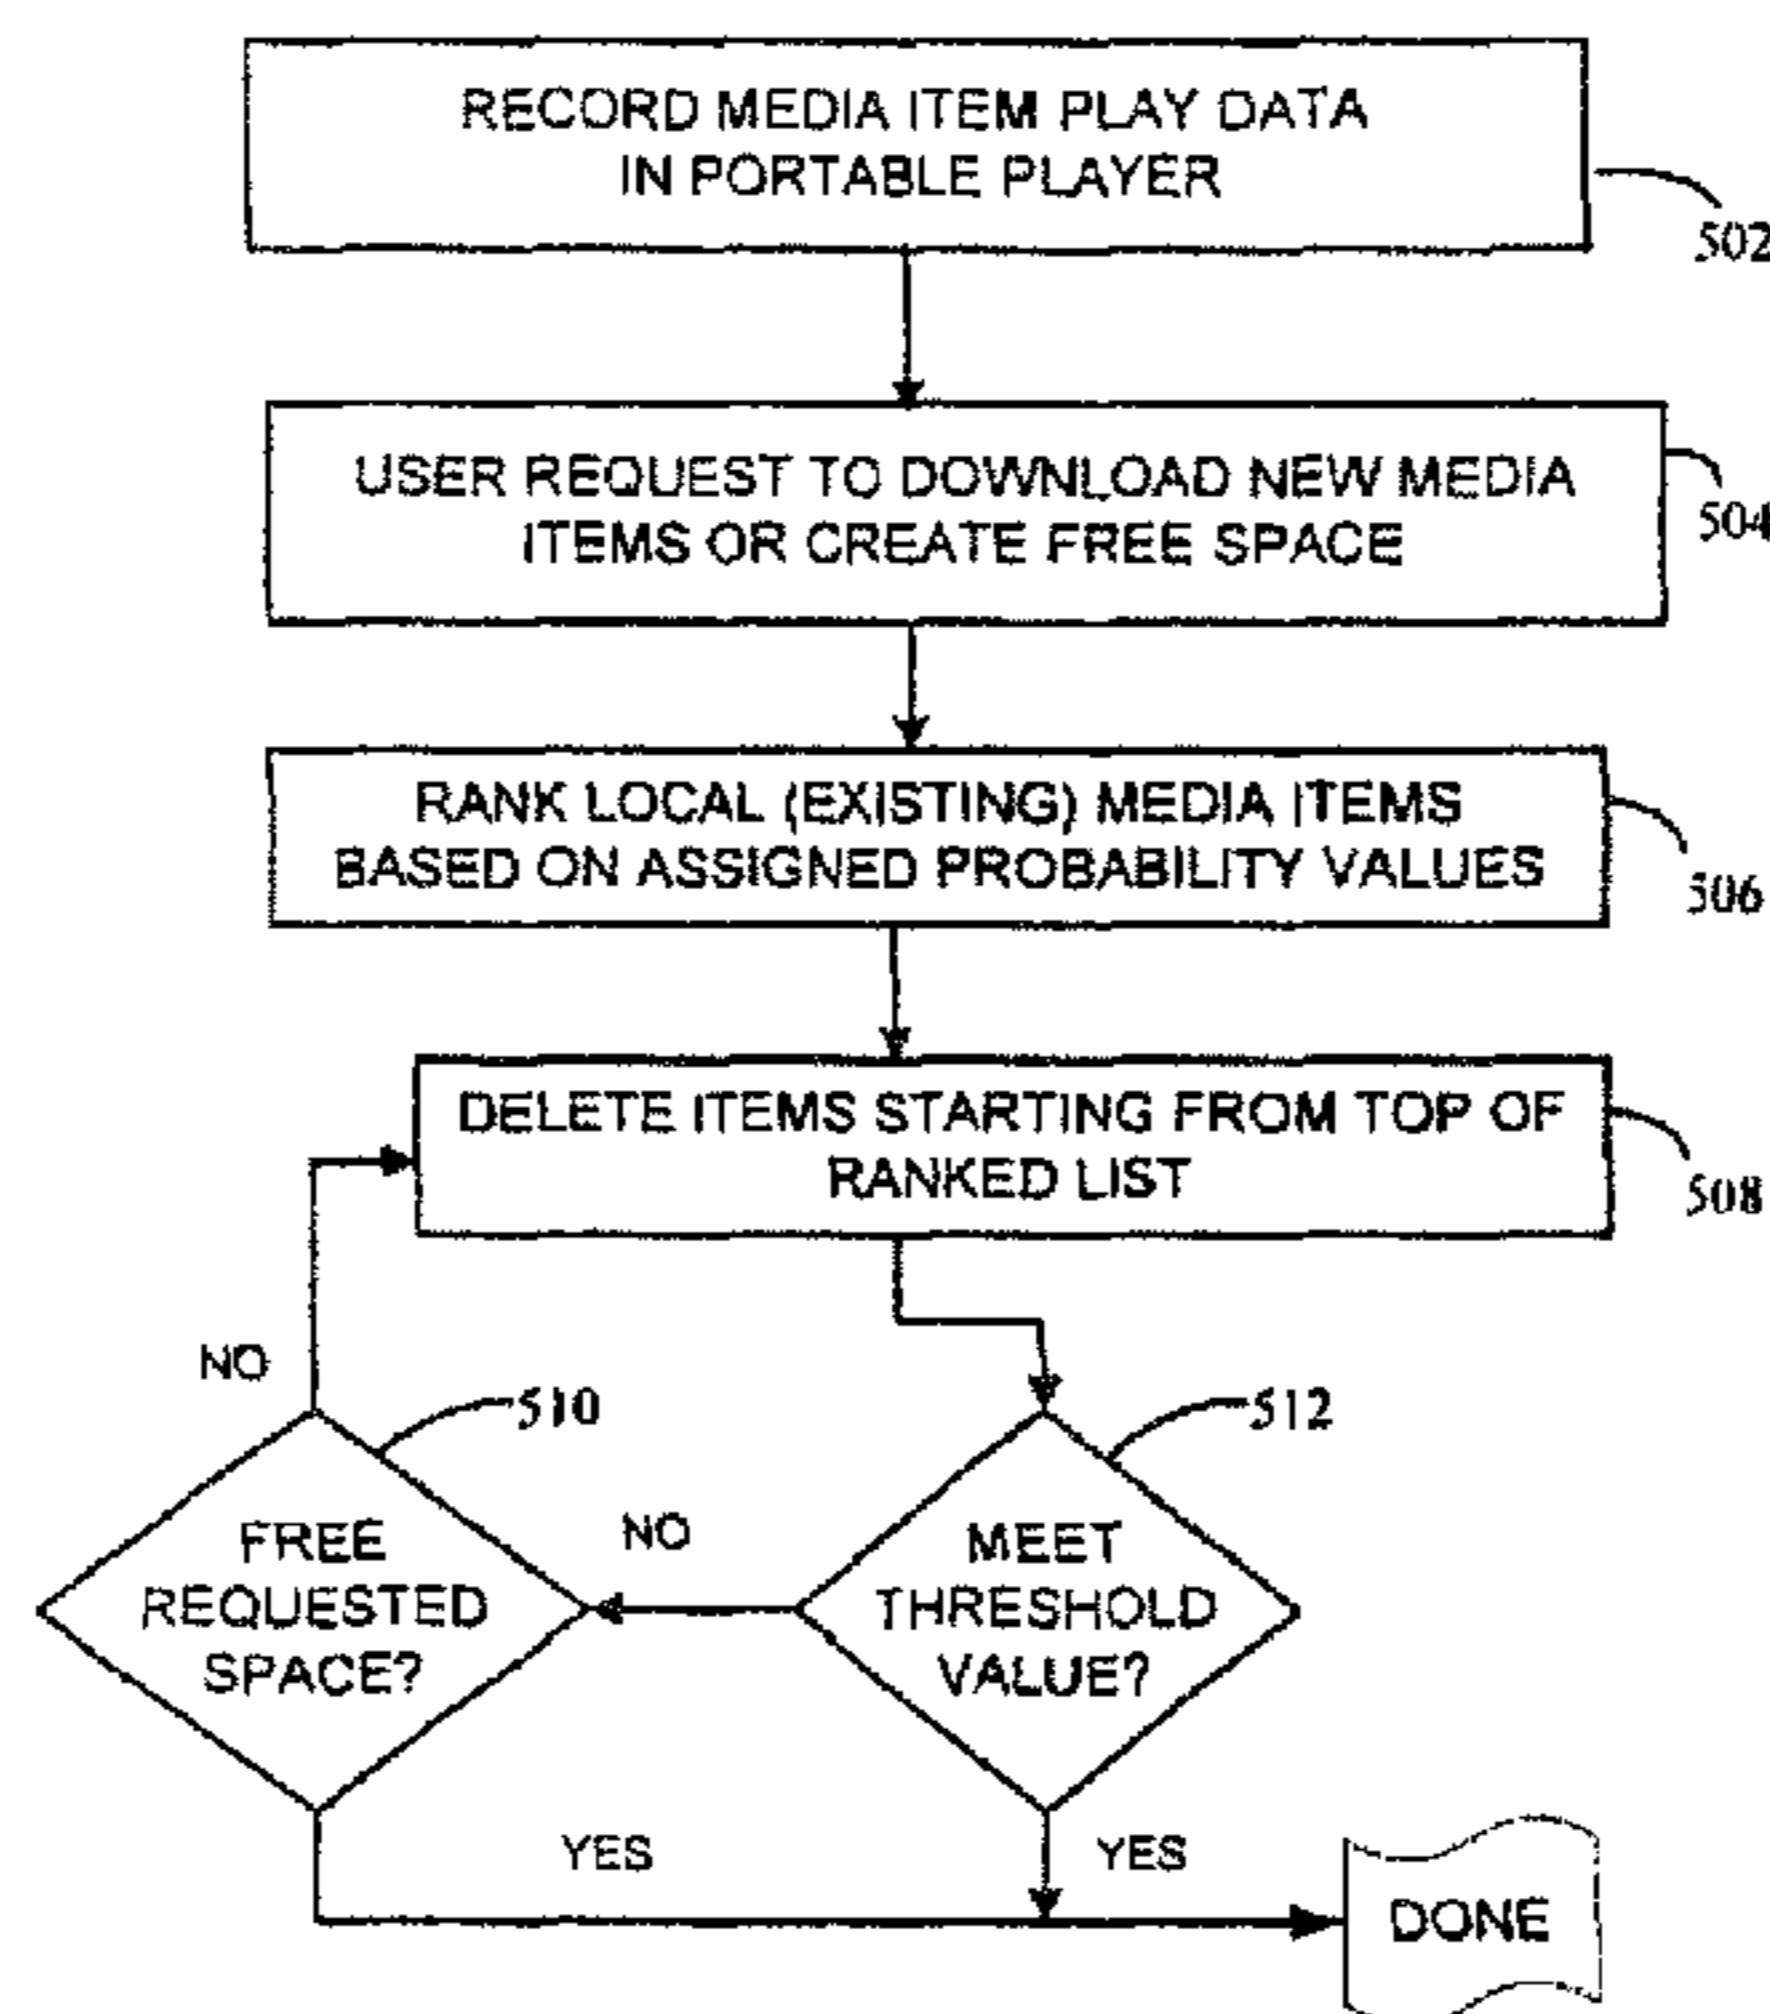 RECORD MEDIA ITEM PLAY DATA
IN PORTABLE PLAYER
502
USER REQUEST TO DOWNLOAD NEW MEDIA
ITEMS OR CREATE FREE SPACE
504
RANK LOCAL (EXISTING) MEDIA ITEMS
BASED ON ASSIGNED PROBABILITY VALUES
506
DELETE ITEMS STARTING FROM TOP OF
RANKED LIST
508
NO
510
512
FREE
REQUESTED
SPACE?
NO
MEET
THRESHOLD
VALUE?
YES
YES
DONE